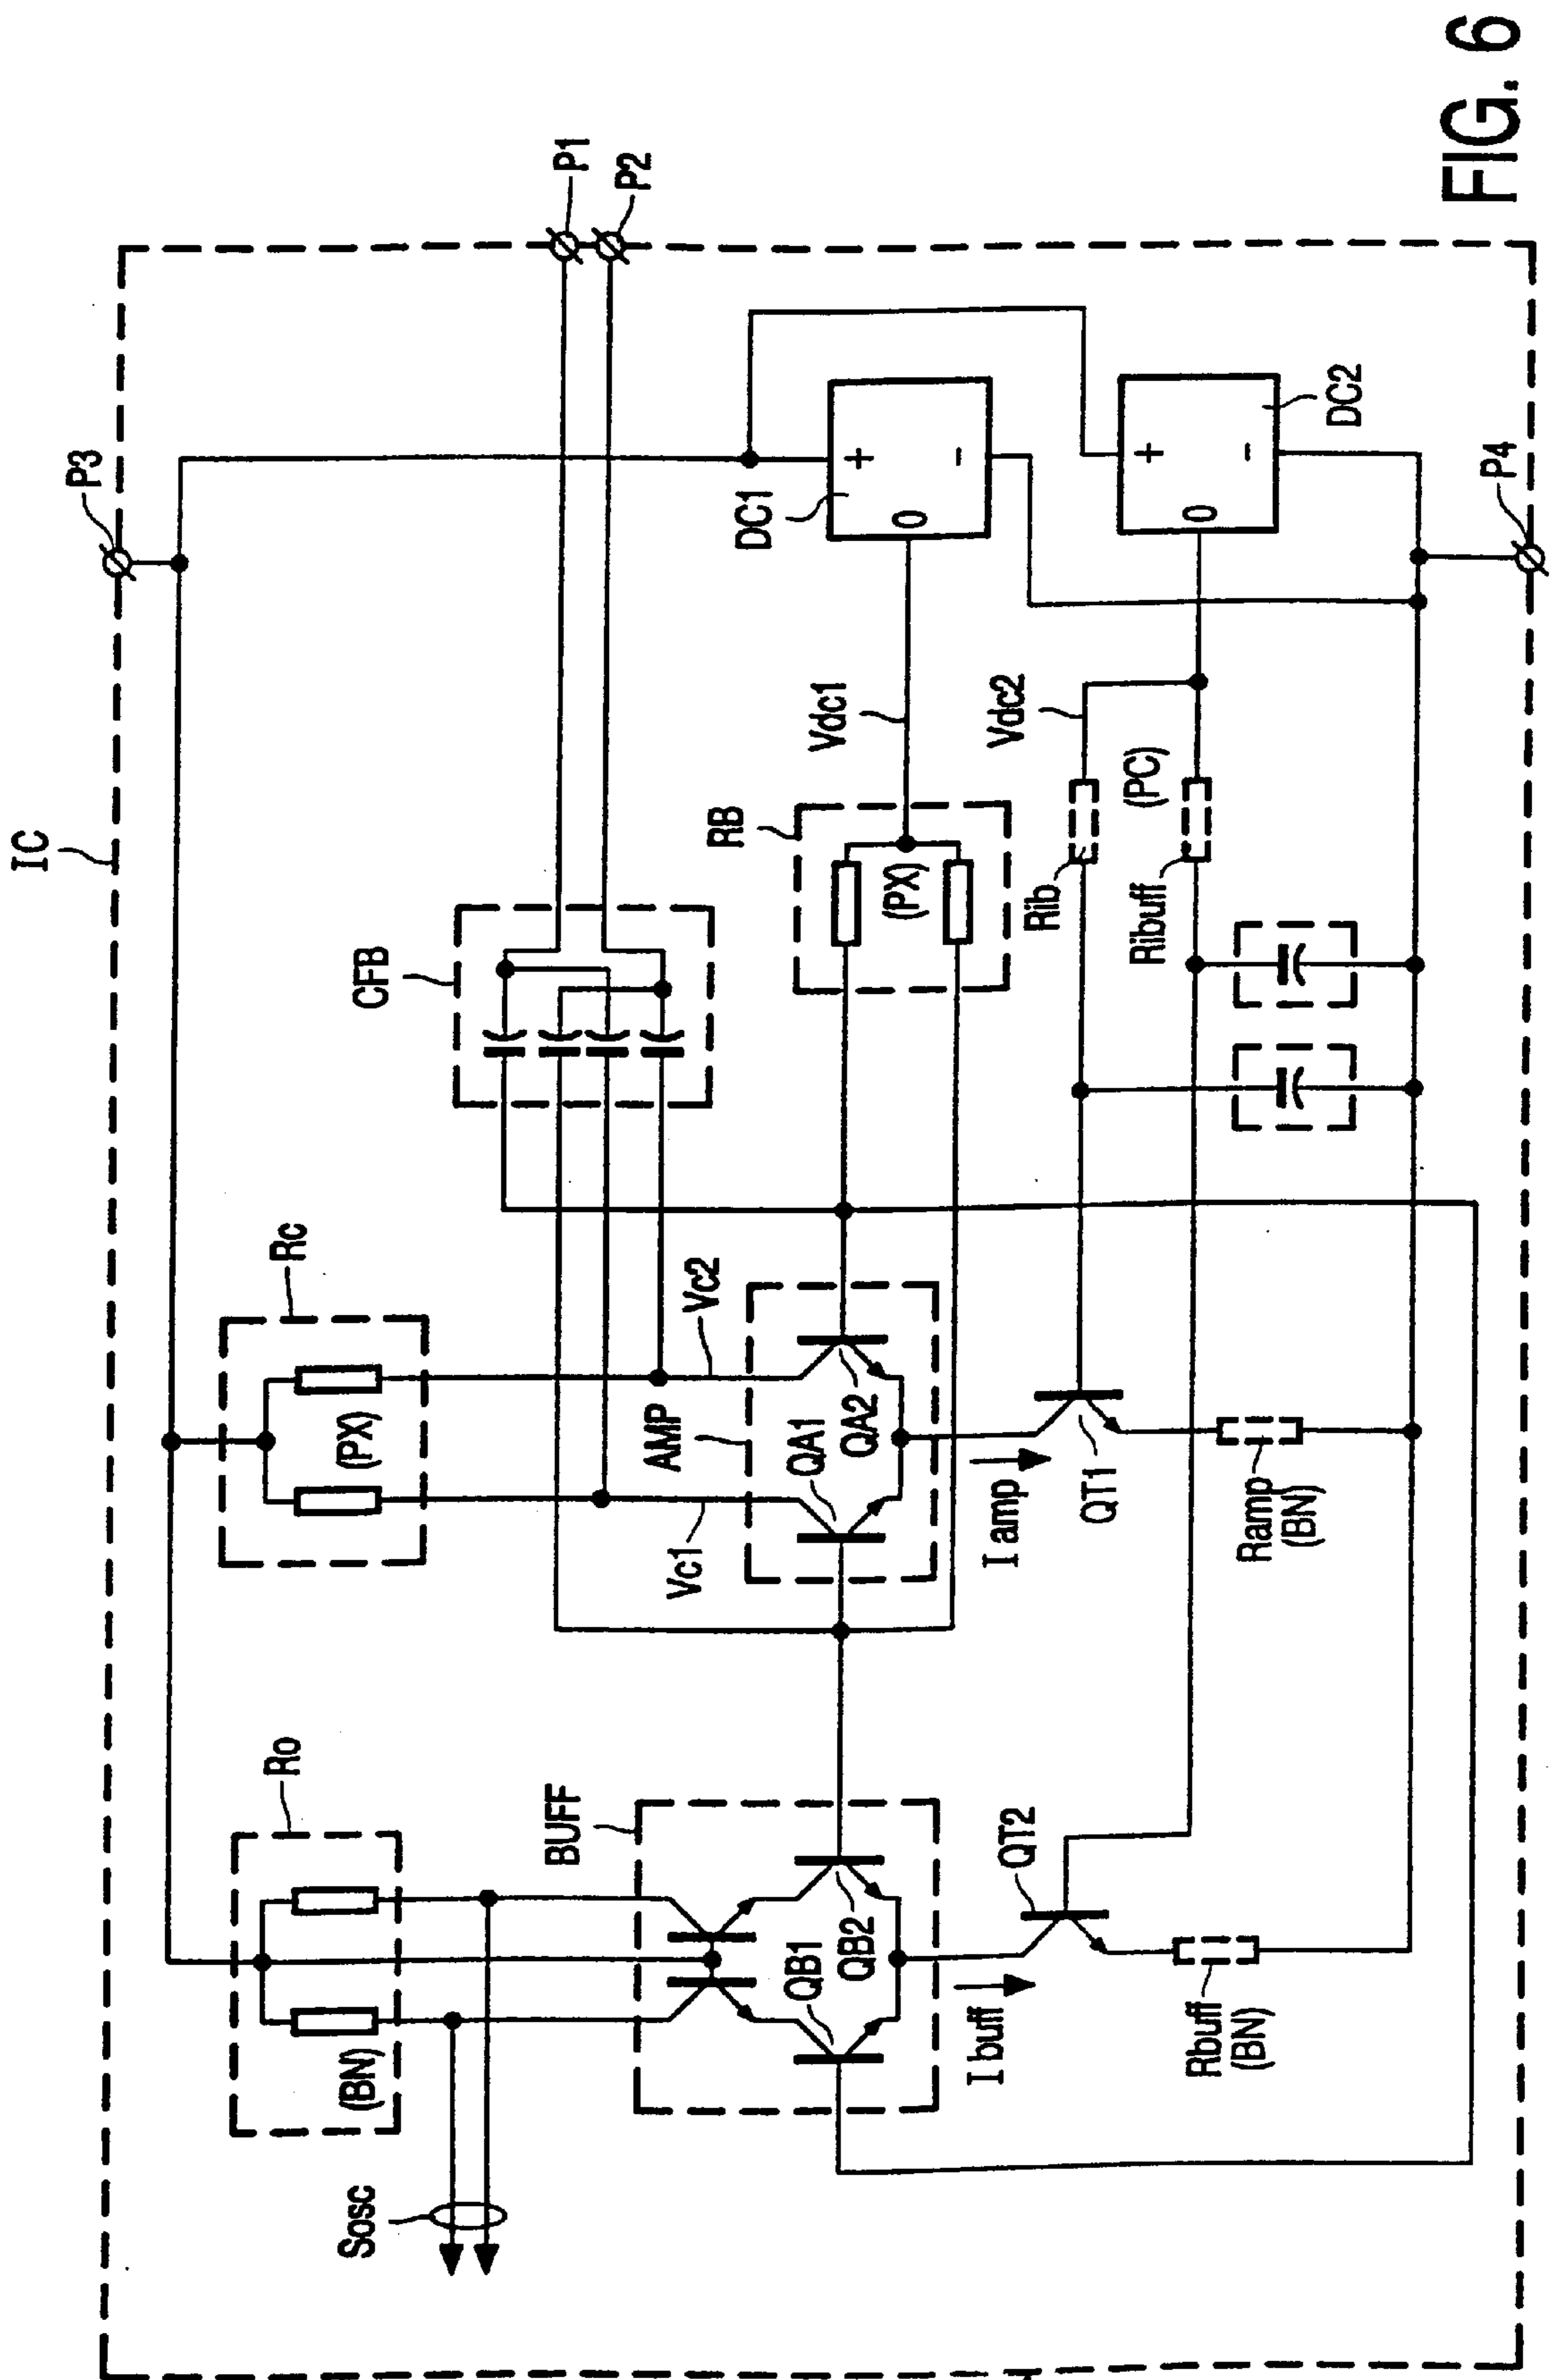 IC
P3
P1
P2
Rc
(PX)
Ro
(BN)
Sosc
CFB
Vc2
Vc1
AMP
QA1
QA2
BUFF
QB1
QB2
RB
(PX)
Vdc1
DC1
+
-
0
Vdc2
DC2
+
-
0
Rib
(PC)
Ribuff
Iamp
QT1
Ramp
(BN)
Ibuff
QT2
Rbuff
(BN)
P4
FIG. 6